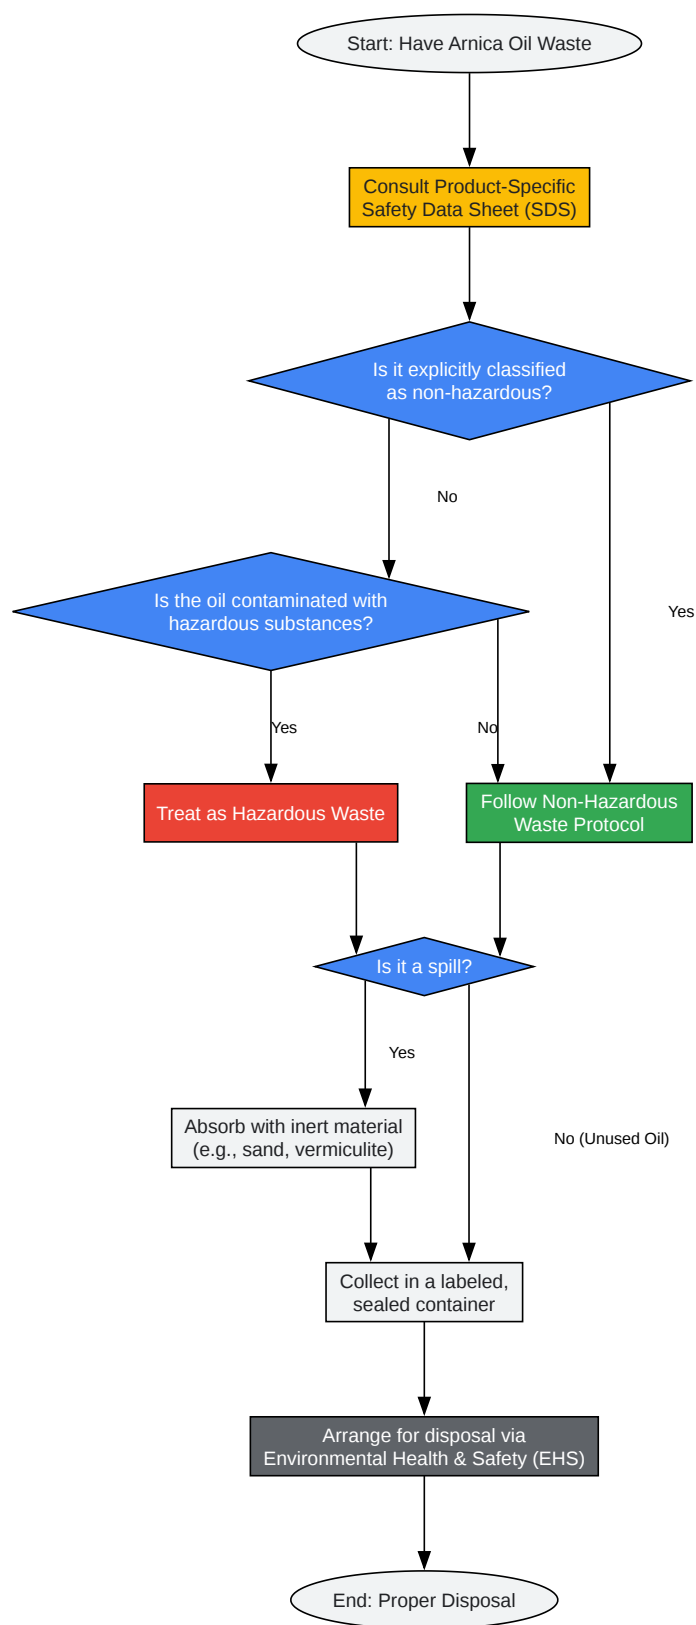 Start: Have Arnica Oil Waste
Consult Product-Specific
Safety Data Sheet (SDS)
Is it explicitly classified
as non-hazardous?
No
Is the oil contaminated with
hazardous substances?
Yes
Yes
No
Treat as Hazardous Waste
Follow Non-Hazardous
Waste Protocol
Is it a spill?
Yes
Absorb with inert material
(e.g., sand, vermiculite)
No (Unused Oil)
Collect in a labeled,
sealed container
Arrange for disposal via
Environmental Health & Safety (EHS)
End: Proper Disposal